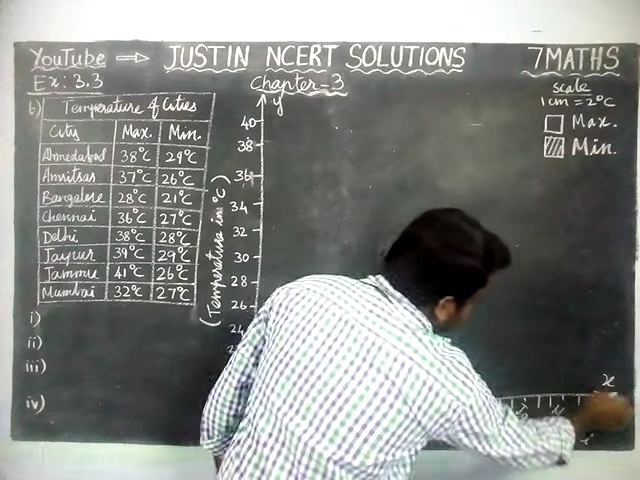 YouTube ⇒ JUSTIN NCERT SOLUTIONS 7MATHS
Ex: 3.3 Chapter-3
6) Temperature of Cities
City Max. Min.
Ahmedabad 38°C 29°C
Amritsar 37°C 26°C
Bangalore 28°C 21°C
Chennai 36°C 27°C
Delhi 38°C 28°C
Jaipur 39°C 29°C
Jammu 41°C 26°C
Mumbai 32°C 27°C
i)
ii)
iii)
iv)
y
(Temperature in °C)
40
38
36
34
32
30
28
26
24
x
scale
1cm = 2°C
Max.
Min.